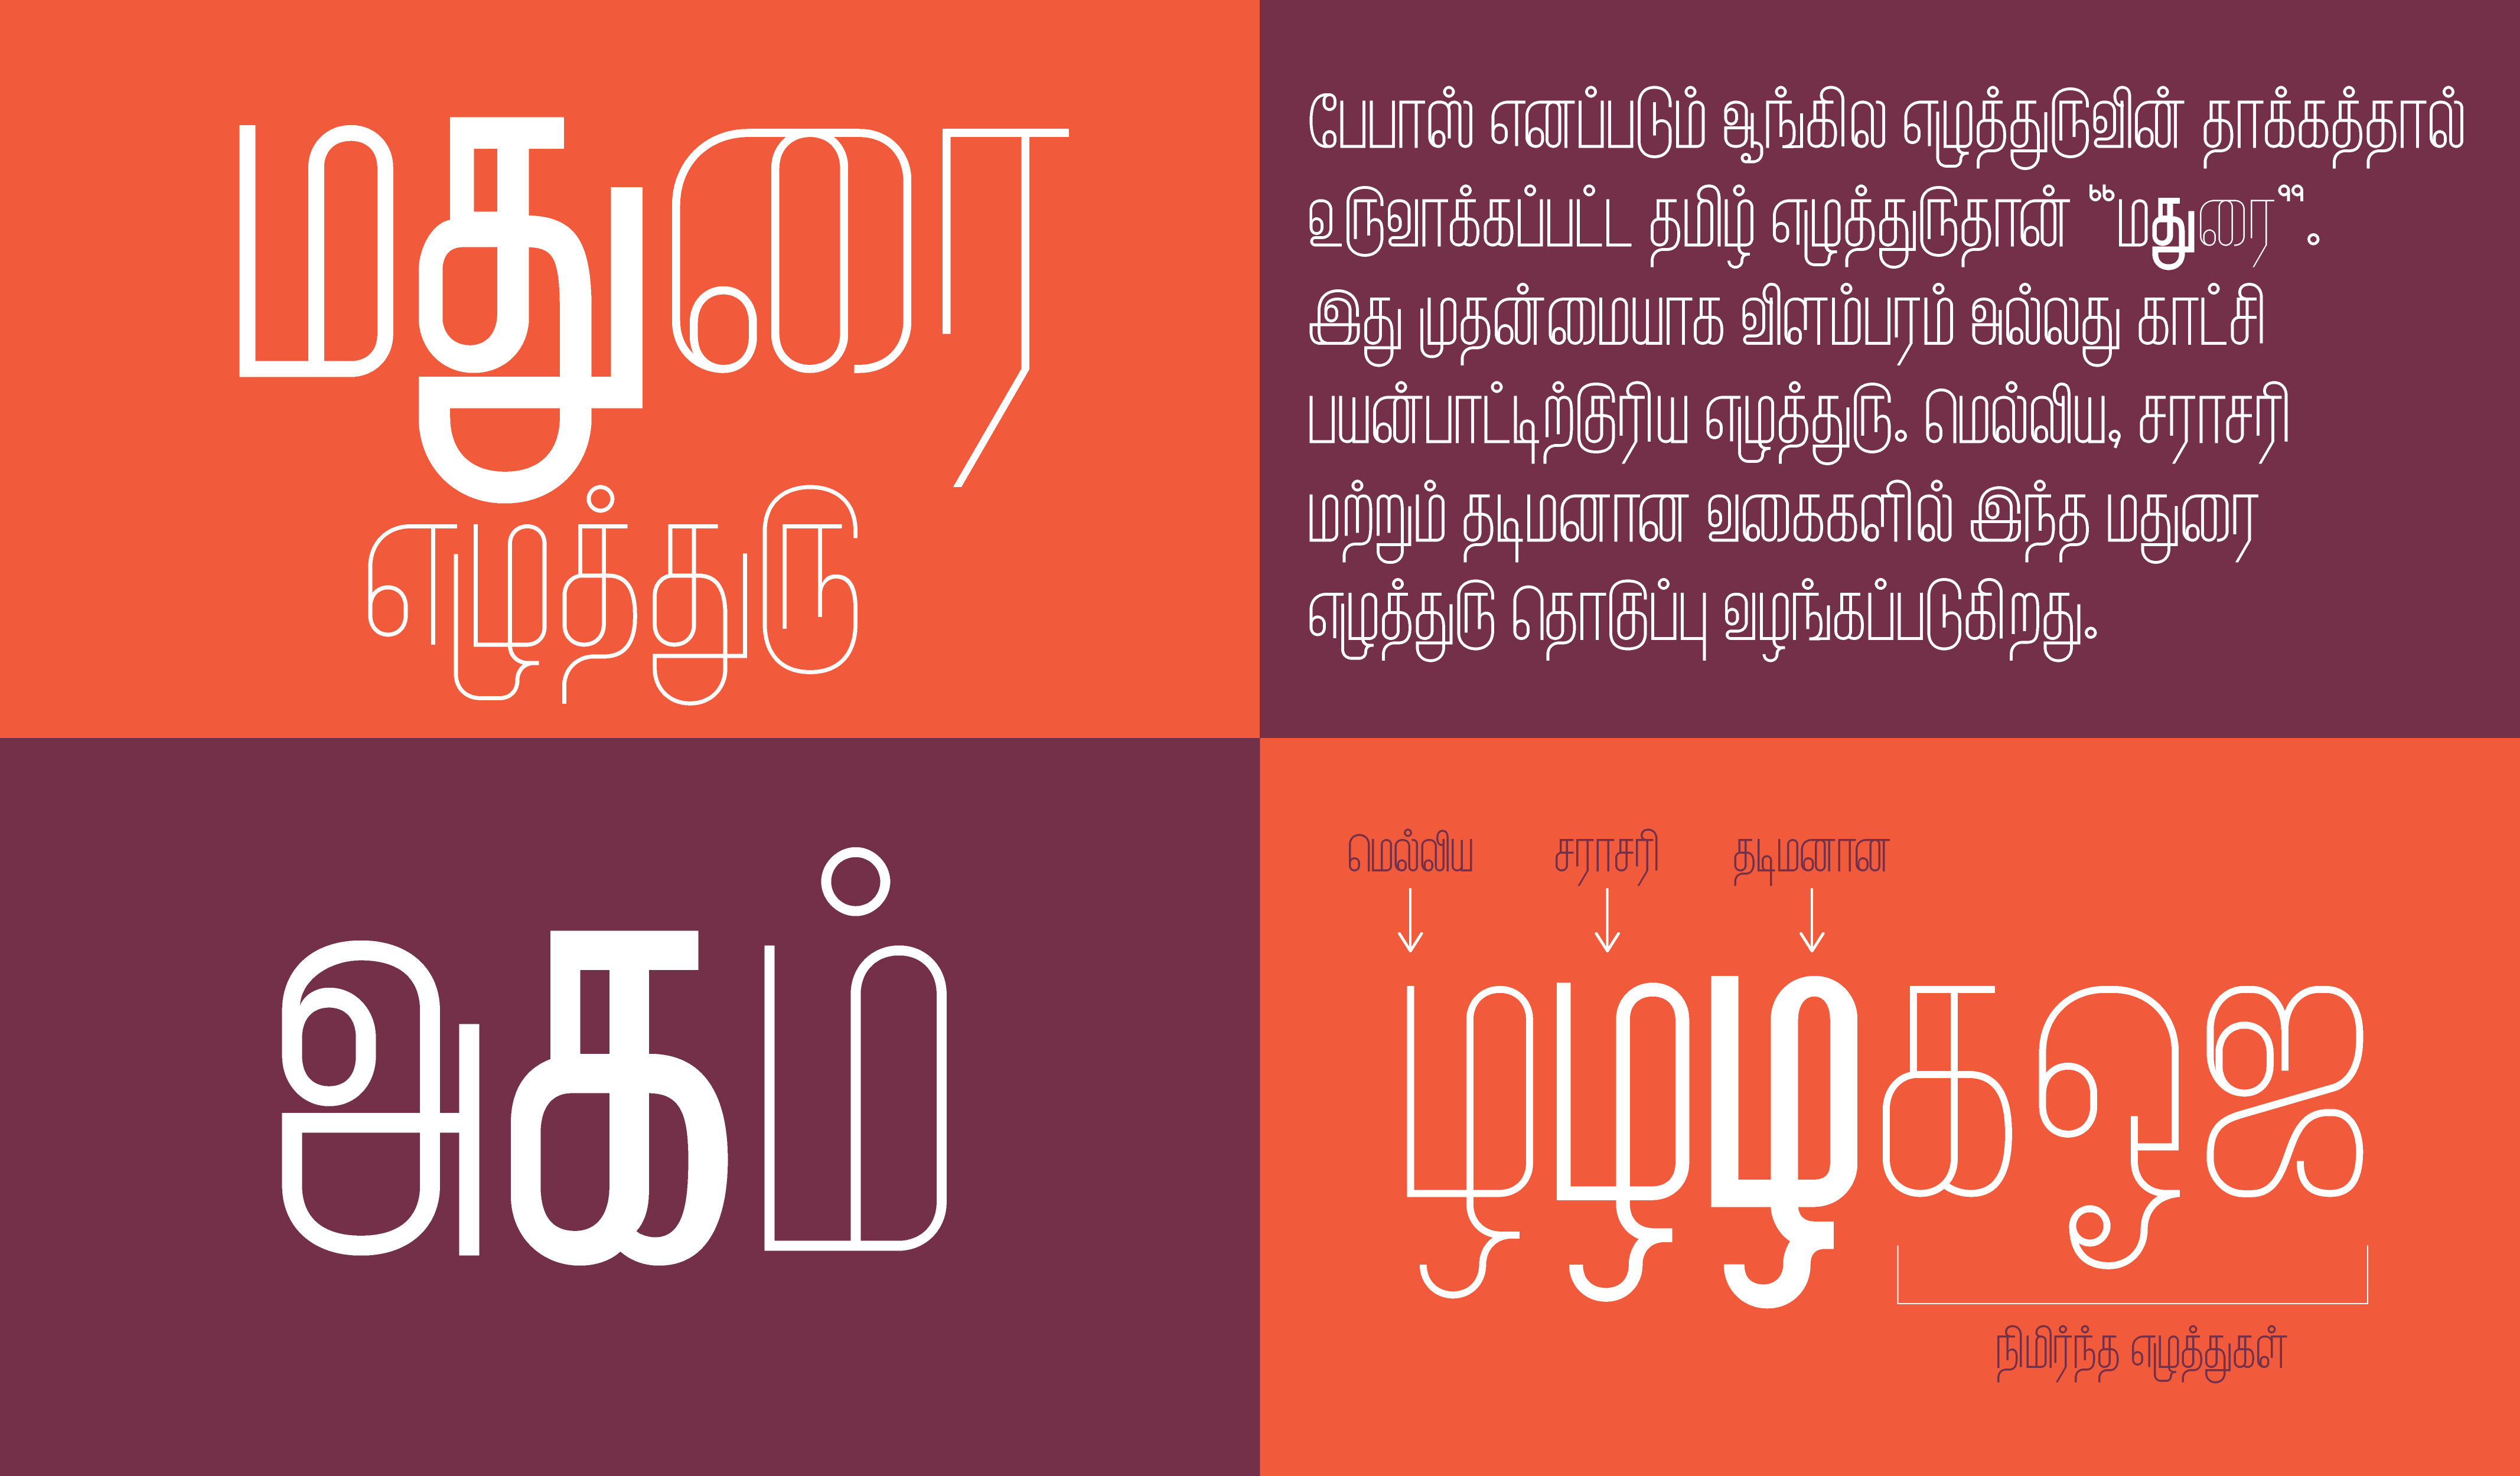 மதுரை
எழுத்துரு
பேபாஸ் எனப்படும் ஆங்கில எழுத்துருவின் தாக்கத்தால்
உருவாக்கப்பட்ட தமிழ் எழுத்துருதான் “மதுரை”.
இது முதன்மையாக விளம்பரம் அல்லது காட்சி
பயன்பாட்டிற்குரிய எழுத்துரு. மெல்லிய, சராசரி
மற்றும் தடிமனான வகைகளில் இந்த மதுரை
எழுத்துரு தொகுப்பு வழங்கப்படுகிறது.
அகம்
மெல்லிய சராசரி தடிமனான
ழழழகஒஜ
நிமிர்ந்த எழுத்துகள்